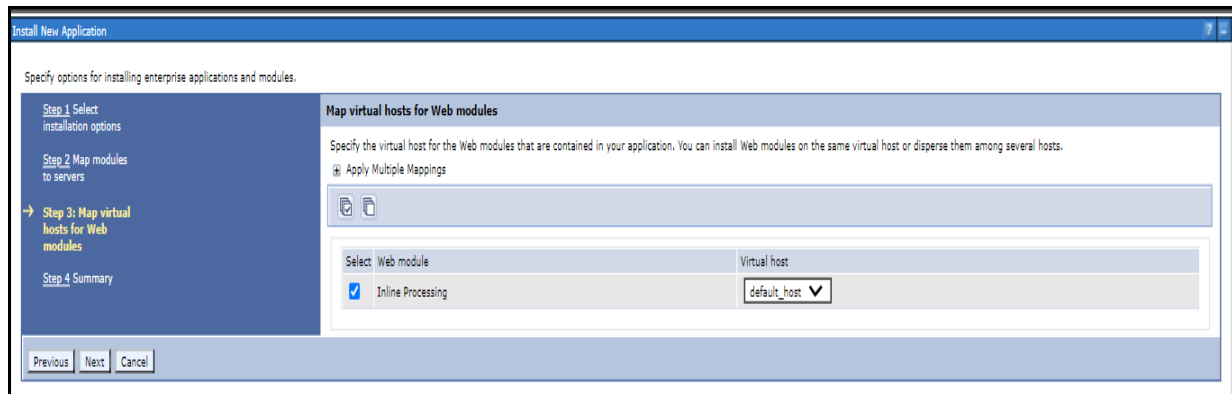 Install New Application
? -
Specify options for installing enterprise applications and modules.
Step 1 Select
installation options
Step 2 Map modules
to servers
Step 3: Map virtual
hosts for Web
modules
Step 4 Summary
Map virtual hosts for Web modules
Specify the virtual host for the Web modules that are contained in your application. You can install Web modules on the same virtual host or disperse them among several hosts.
Apply Multiple Mappings
Select Web module Virtual host
Inline Processing default_host
Previous Next Cancel